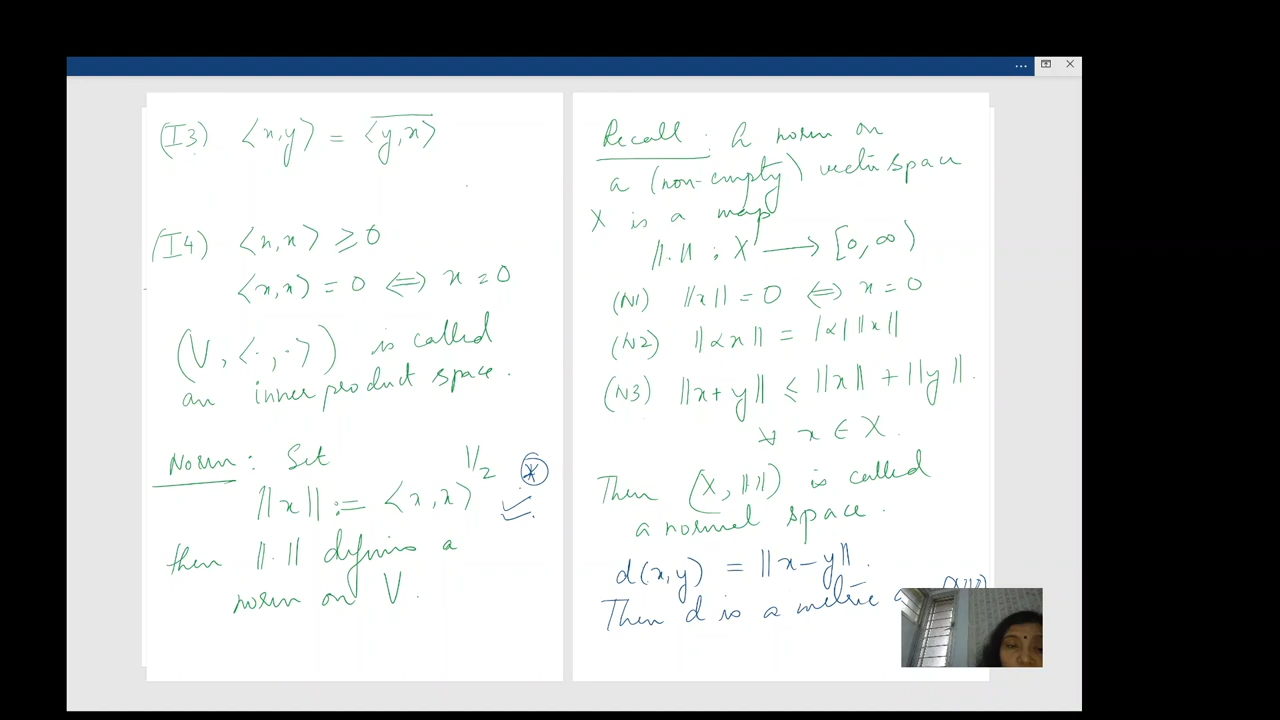 (I3) ⟨x,y⟩ = \overline{⟨y,x⟩}
(I4) ⟨x,x⟩ ≥ 0
⟨x,x⟩ = 0 ⇔ x = 0
(V, ⟨·,·⟩) is called
an inner product space.
Norm: Set
||x|| := ⟨x,x⟩^{1/2} (*)
then ||·|| defines a
norm on V.
Recall: A norm on
a (non-empty) vector space
X is a map
||·|| : X → [0, ∞)
(N1) ||x|| = 0 ⇔ x = 0
(N2) ||αx|| = |α| ||x||
(N3) ||x + y|| ≤ ||x|| + ||y||.
∀ x ∈ X.
Then (X, || ||) is called
a normed space.
d(x,y) = ||x − y||.
Then d is a metric